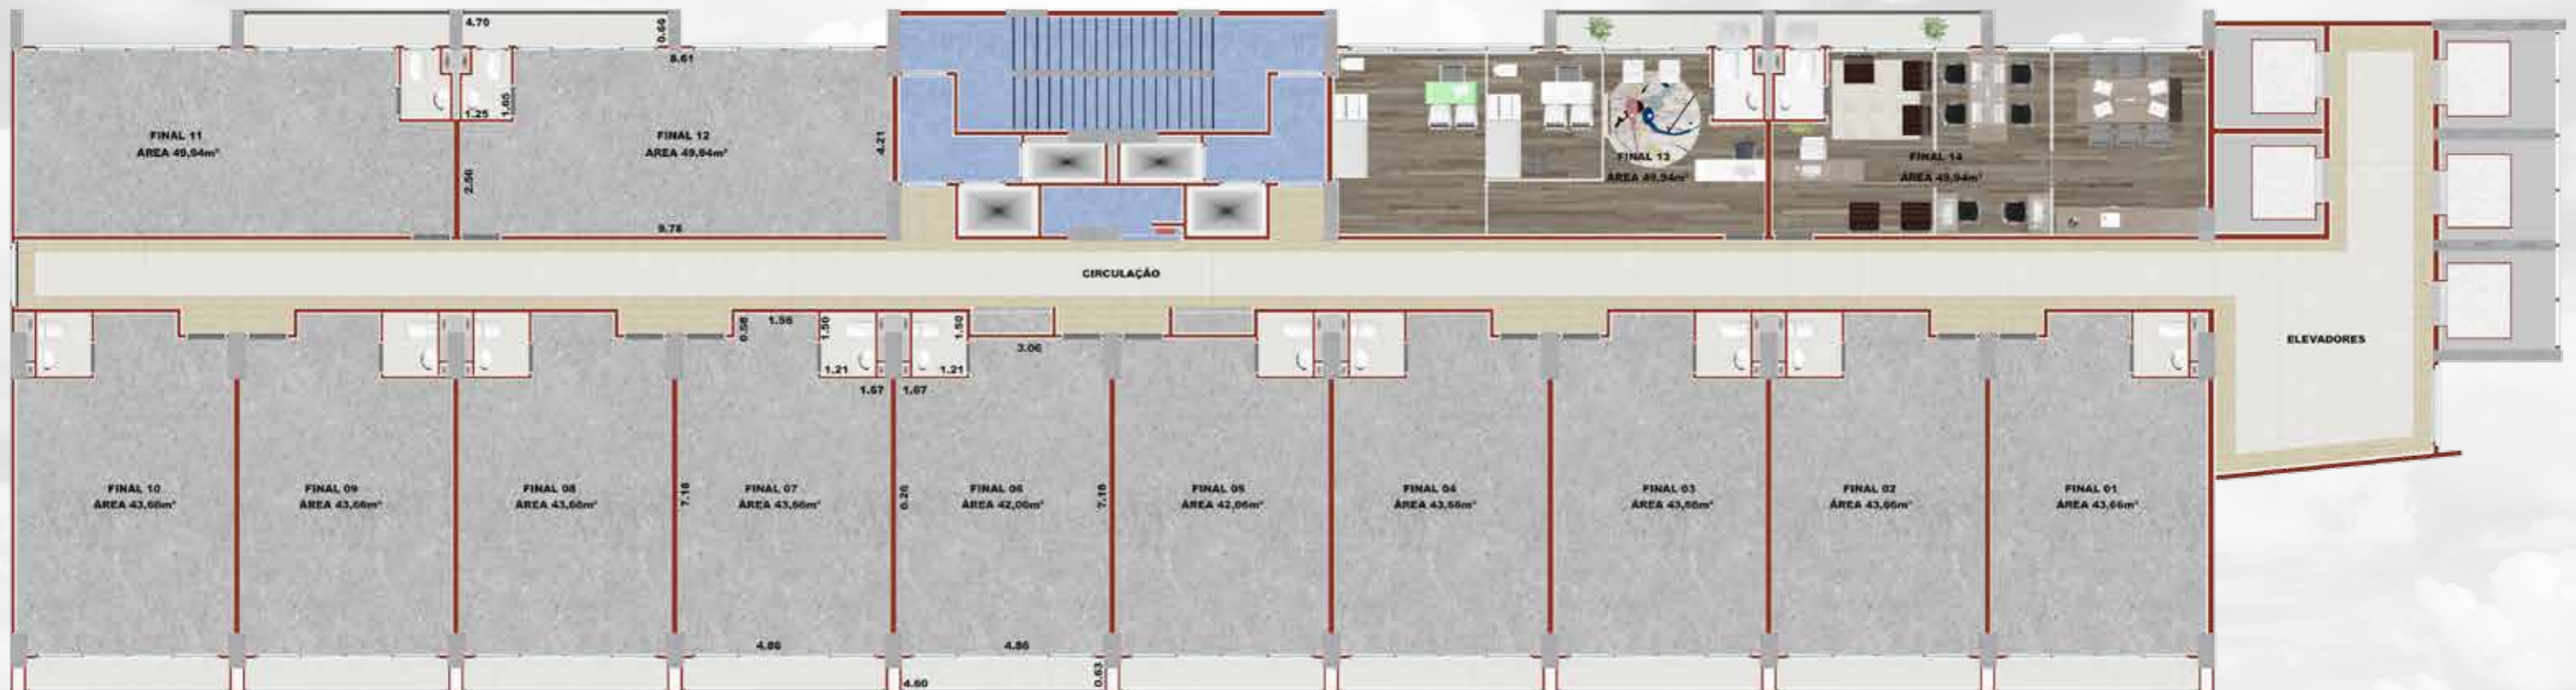 4.70
0.66
8.61
1.25
1.65
FINAL 11
ÁREA 49,94m²
FINAL 12
ÁREA 49,94m²
4.21
2.56
9.78
FINAL 13
ÁREA 49,94m²
FINAL 14
ÁREA 49,94m²
CIRCULAÇÃO
ELEVADORES
0.56
1.56
1.50
1.50
3.06
1.21
1.21
1.67
1.67
FINAL 10
ÁREA 43,66m²
FINAL 09
ÁREA 43,66m²
FINAL 08
ÁREA 43,66m²
7.18
FINAL 07
ÁREA 43,66m²
6.26
FINAL 06
ÁREA 42,06m²
7.18
FINAL 05
ÁREA 42,06m²
FINAL 04
ÁREA 43,66m²
FINAL 03
ÁREA 43,66m²
FINAL 02
ÁREA 43,66m²
FINAL 01
ÁREA 43,66m²
4.86
4.86
4.60
0.63